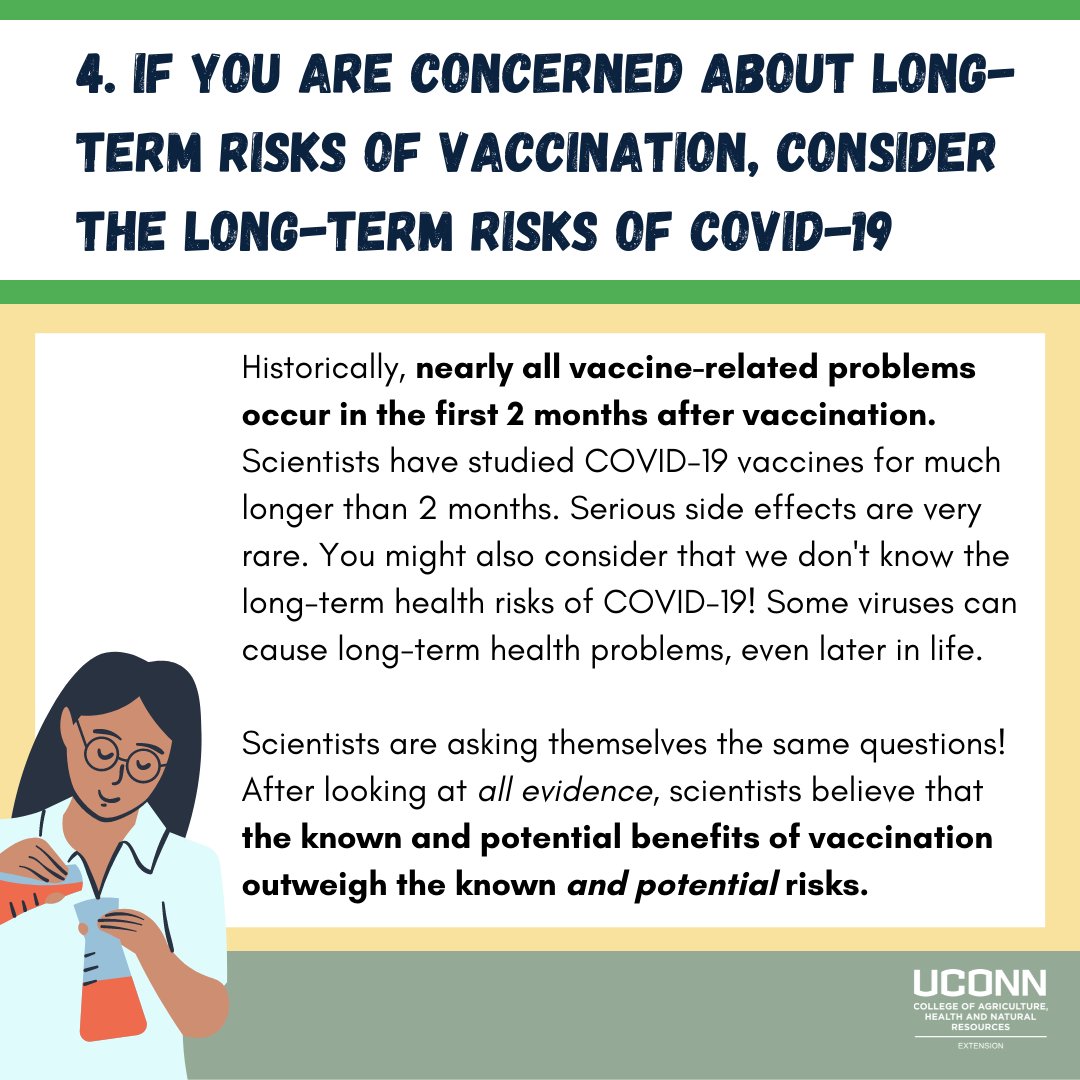 4. IF YOU ARE CONCERNED ABOUT LONG-
TERM RISKS OF VACCINATION, CONSIDER
THE LONG-TERM RISKS OF COVID-19
Historically, nearly all vaccine-related problems
occur in the first 2 months after vaccination.
Scientists have studied COVID-19 vaccines for much
longer than 2 months. Serious side effects are very
rare. You might also consider that we don't know the
long-term health risks of COVID-19! Some viruses can
cause long-term health problems, even later in life.
Scientists are asking themselves the same questions!
After looking at all evidence, scientists believe that
the known and potential benefits of vaccination
outweigh the known and potential risks.
UCONN
COLLEGE OF AGRICULTURE,
HEALTH AND NATURAL
RESOURCES
EXTENSION